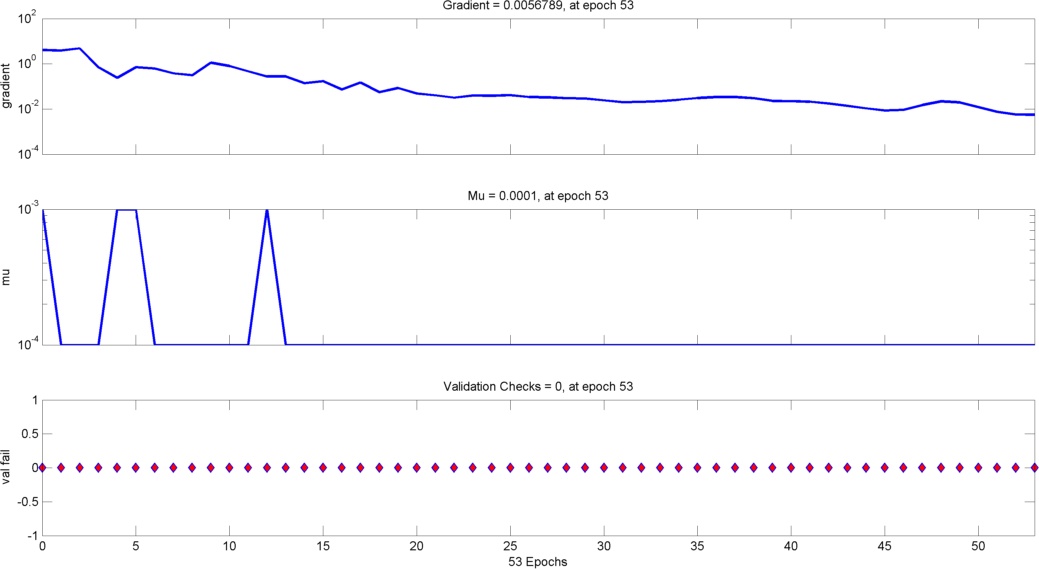 Gradient = 0.0056789, at epoch 53
10^2
10^0
10^-2
10^-4
gradient
Mu = 0.0001, at epoch 53
10^-3
10^-4
mu
Validation Checks = 0, at epoch 53
1
0.5
0
-0.5
-1
val fail
0 5 10 15 20 25 30 35 40 45 50
53 Epochs